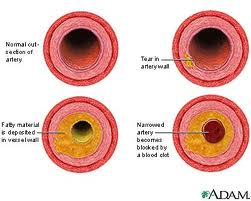 Normal cut-
section of
artery
Tear in
artery wall
Fatty material
is deposited
in vessel wall
Narrowed
artery
becomes
blocked by
a blood clot
ADAM.